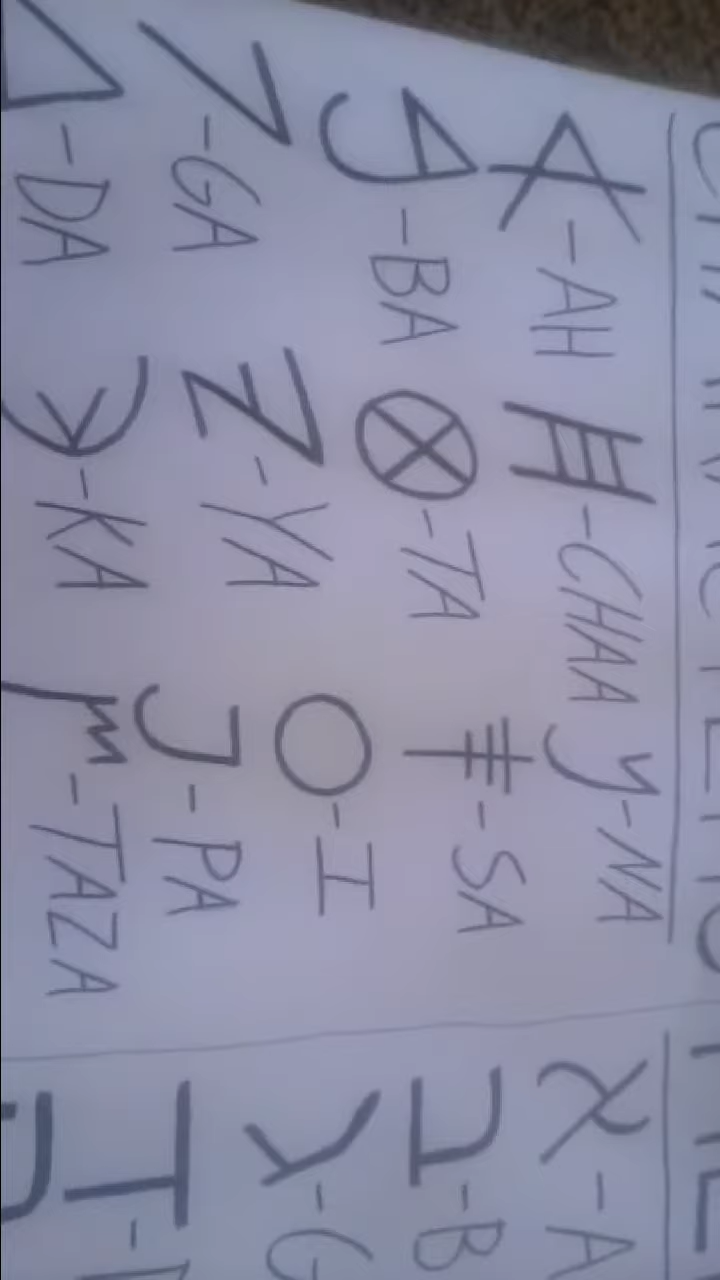 𐤀 - AH 𐤇 - CHAA 𐤍 - NA א - A
𐤁 - BA 𐤈 - TA 𐤎 - SA ב - B
𐤂 - GA 𐤉 - YA 𐤏 - I ג - G
𐤃 - DA 𐤊 - KA 𐤐 - PA ד -
𐤑 - TAZA